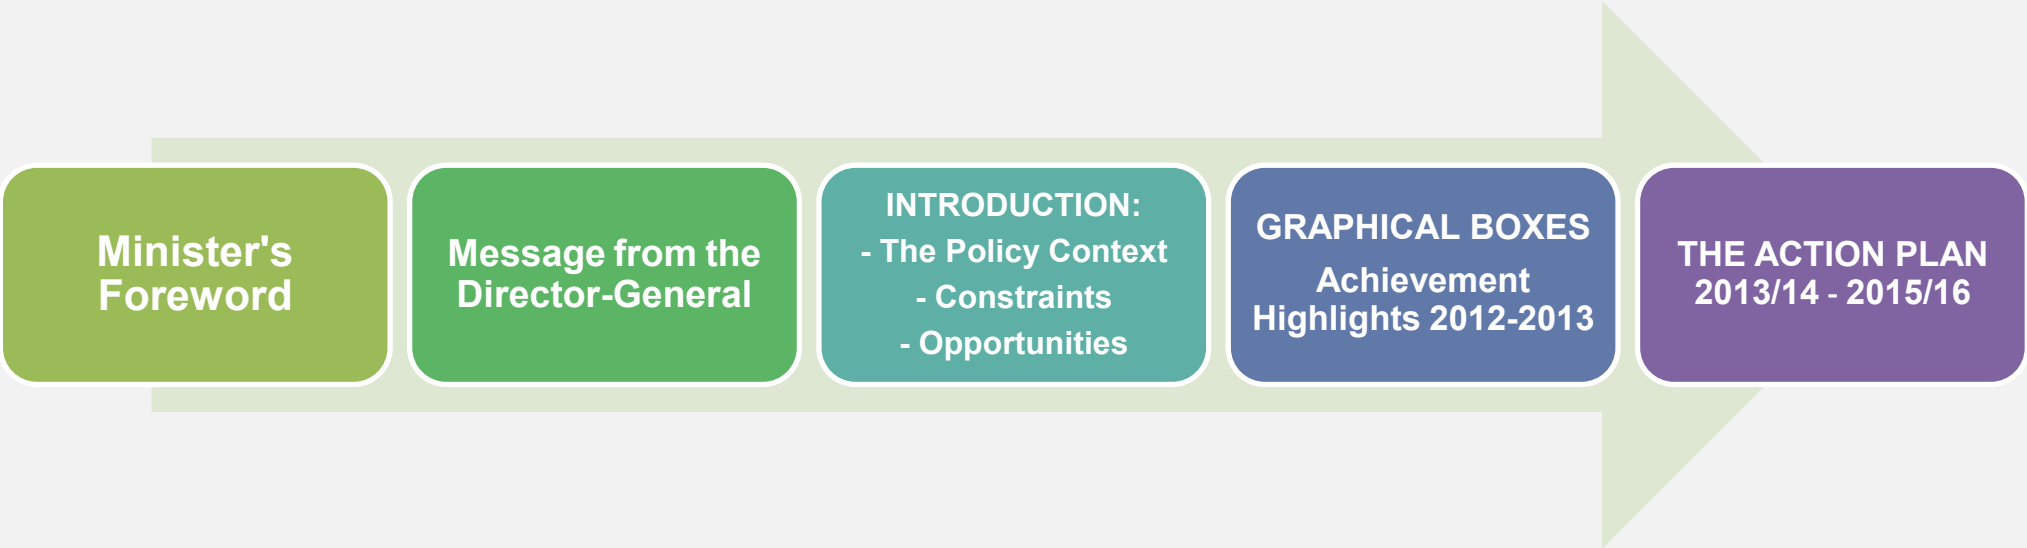 Minister's
Foreword
Message from the
Director-General
INTRODUCTION:
- The Policy Context
- Constraints
- Opportunities
GRAPHICAL BOXES
Achievement
Highlights 2012-2013
THE ACTION PLAN
2013/14 - 2015/16